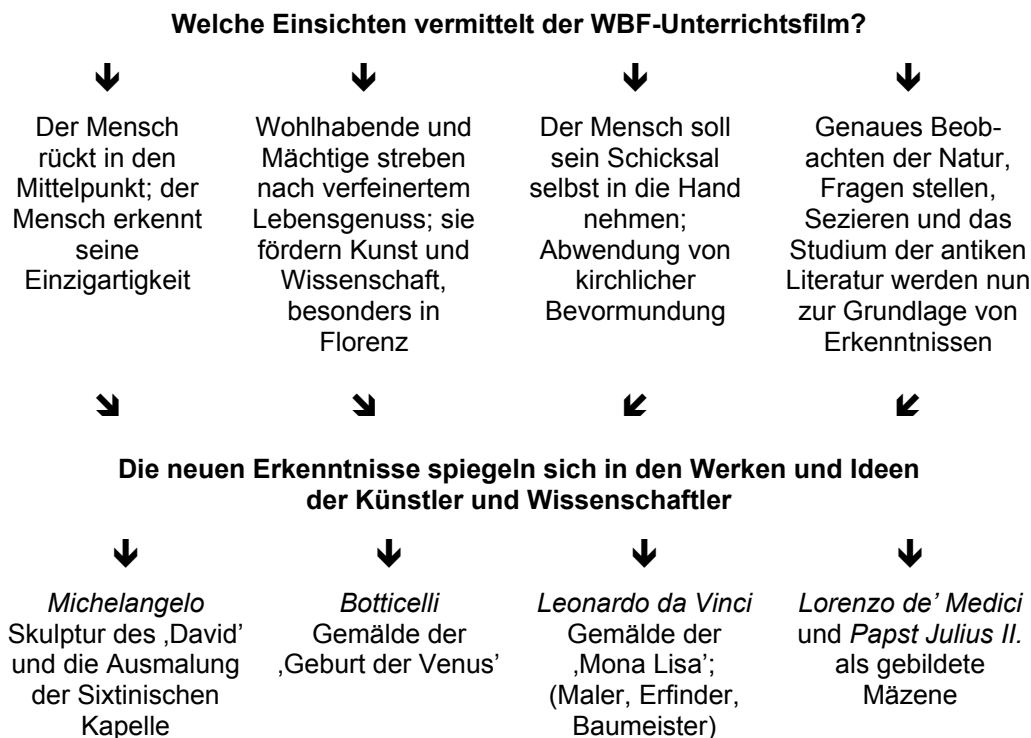 Welche Einsichten vermittelt der WBF-Unterrichtsfilm?
Der Mensch
rückt in den
Mittelpunkt; der
Mensch erkennt
seine
Einzigartigkeit
Wohlhabende und
Mächtige streben
nach verfeinertem
Lebensgenuss; sie
fördern Kunst und
Wissenschaft,
besonders in
Florenz
Der Mensch soll
sein Schicksal
selbst in die Hand
nehmen;
Abwendung von
kirchlicher
Bevormundung
Genaues Beob-
achten der Natur,
Fragen stellen,
Sezieren und das
Studium der antiken
Literatur werden nun
zur Grundlage von
Erkenntnissen
Die neuen Erkenntnisse spiegeln sich in den Werken und Ideen
der Künstler und Wissenschaftler
Michelangelo
Skulptur des ‚David’
und die Ausmalung
der Sixtinischen
Kapelle
Botticelli
Gemälde der
‚Geburt der Venus’
Leonardo da Vinci
Gemälde der
‚Mona Lisa’;
(Maler, Erfinder,
Baumeister)
Lorenzo de’ Medici
und Papst Julius II.
als gebildete
Mäzene